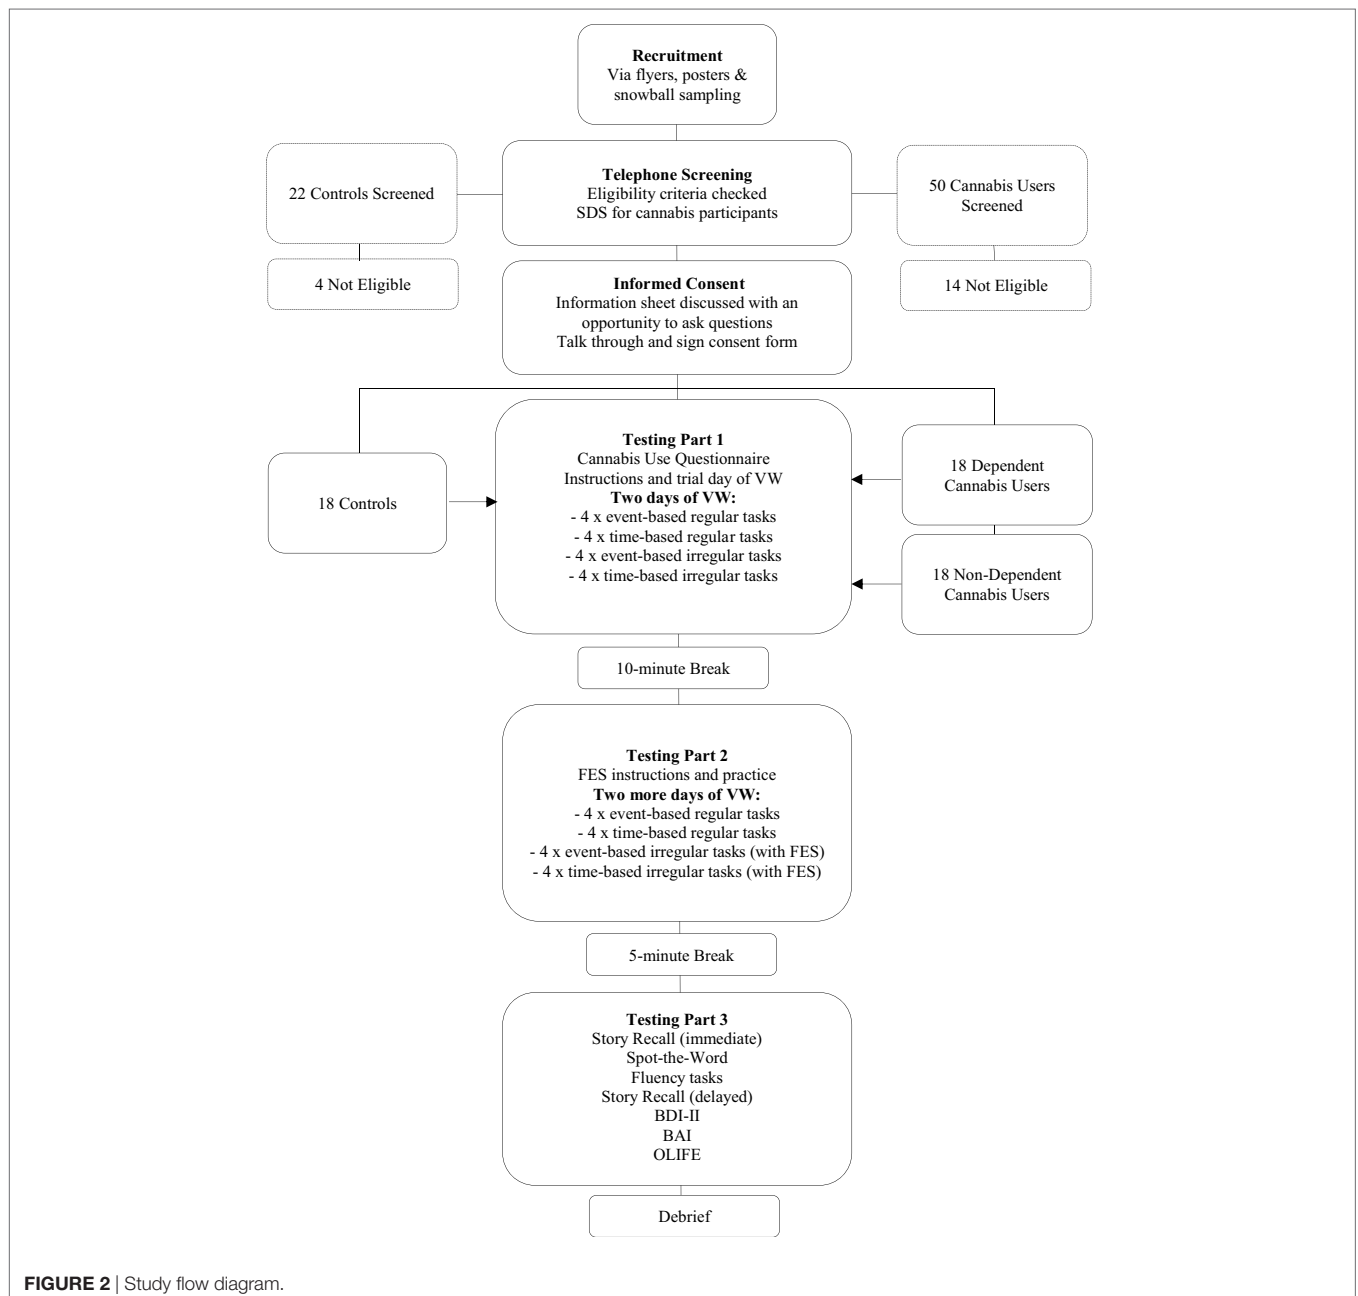 Recruitment
Via flyers, posters &
snowball sampling
22 Controls Screened
Telephone Screening
Eligibility criteria checked
SDS for cannabis participants
50 Cannabis Users
Screened
4 Not Eligible
Informed Consent
Information sheet discussed with an
opportunity to ask questions
Talk through and sign consent form
14 Not Eligible
18 Controls
Testing Part 1
Cannabis Use Questionnaire
Instructions and trial day of VW
Two days of VW:
- 4 x event-based regular tasks
- 4 x time-based regular tasks
- 4 x event-based irregular tasks
- 4 x time-based irregular tasks
18 Dependent
Cannabis Users
18 Non-Dependent
Cannabis Users
10-minute Break
Testing Part 2
FES instructions and practice
Two more days of VW:
- 4 x event-based regular tasks
- 4 x time-based regular tasks
- 4 x event-based irregular tasks (with FES)
- 4 x time-based irregular tasks (with FES)
5-minute Break
Testing Part 3
Story Recall (immediate)
Spot-the-Word
Fluency tasks
Story Recall (delayed)
BDI-II
BAI
OLIFE
Debrief
FIGURE 2 | Study flow diagram.